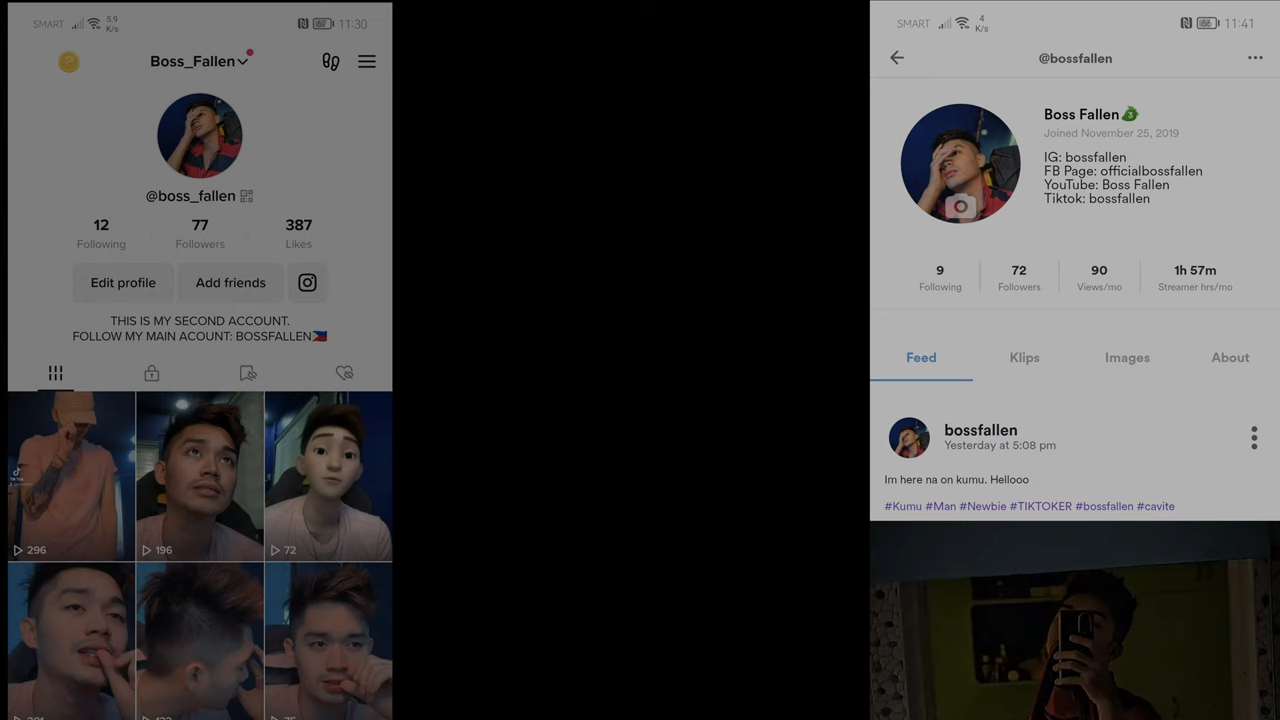 SMART 5.9 K/s 67 11:30
Boss_Fallen
@boss_fallen
12 77 387
Following Followers Likes
Edit profile Add friends
THIS IS MY SECOND ACCOUNT.
FOLLOW MY MAIN ACOUNT: BOSSFALLEN🇵🇭
296 196 72
SMART 4 K/s 66 11:41
@bossfallen
Boss Fallen 3
Joined November 25, 2019
IG: bossfallen
FB Page: officialbossfallen
YouTube: Boss Fallen
Tiktok: bossfallen
9 72 90 1h 57m
Following Followers Views/mo Streamer hrs/mo
Feed Klips Images About
bossfallen
Yesterday at 5:08 pm
Im here na on kumu. Hellooo
#Kumu #Man #Newbie #TIKTOKER #bossfallen #cavite